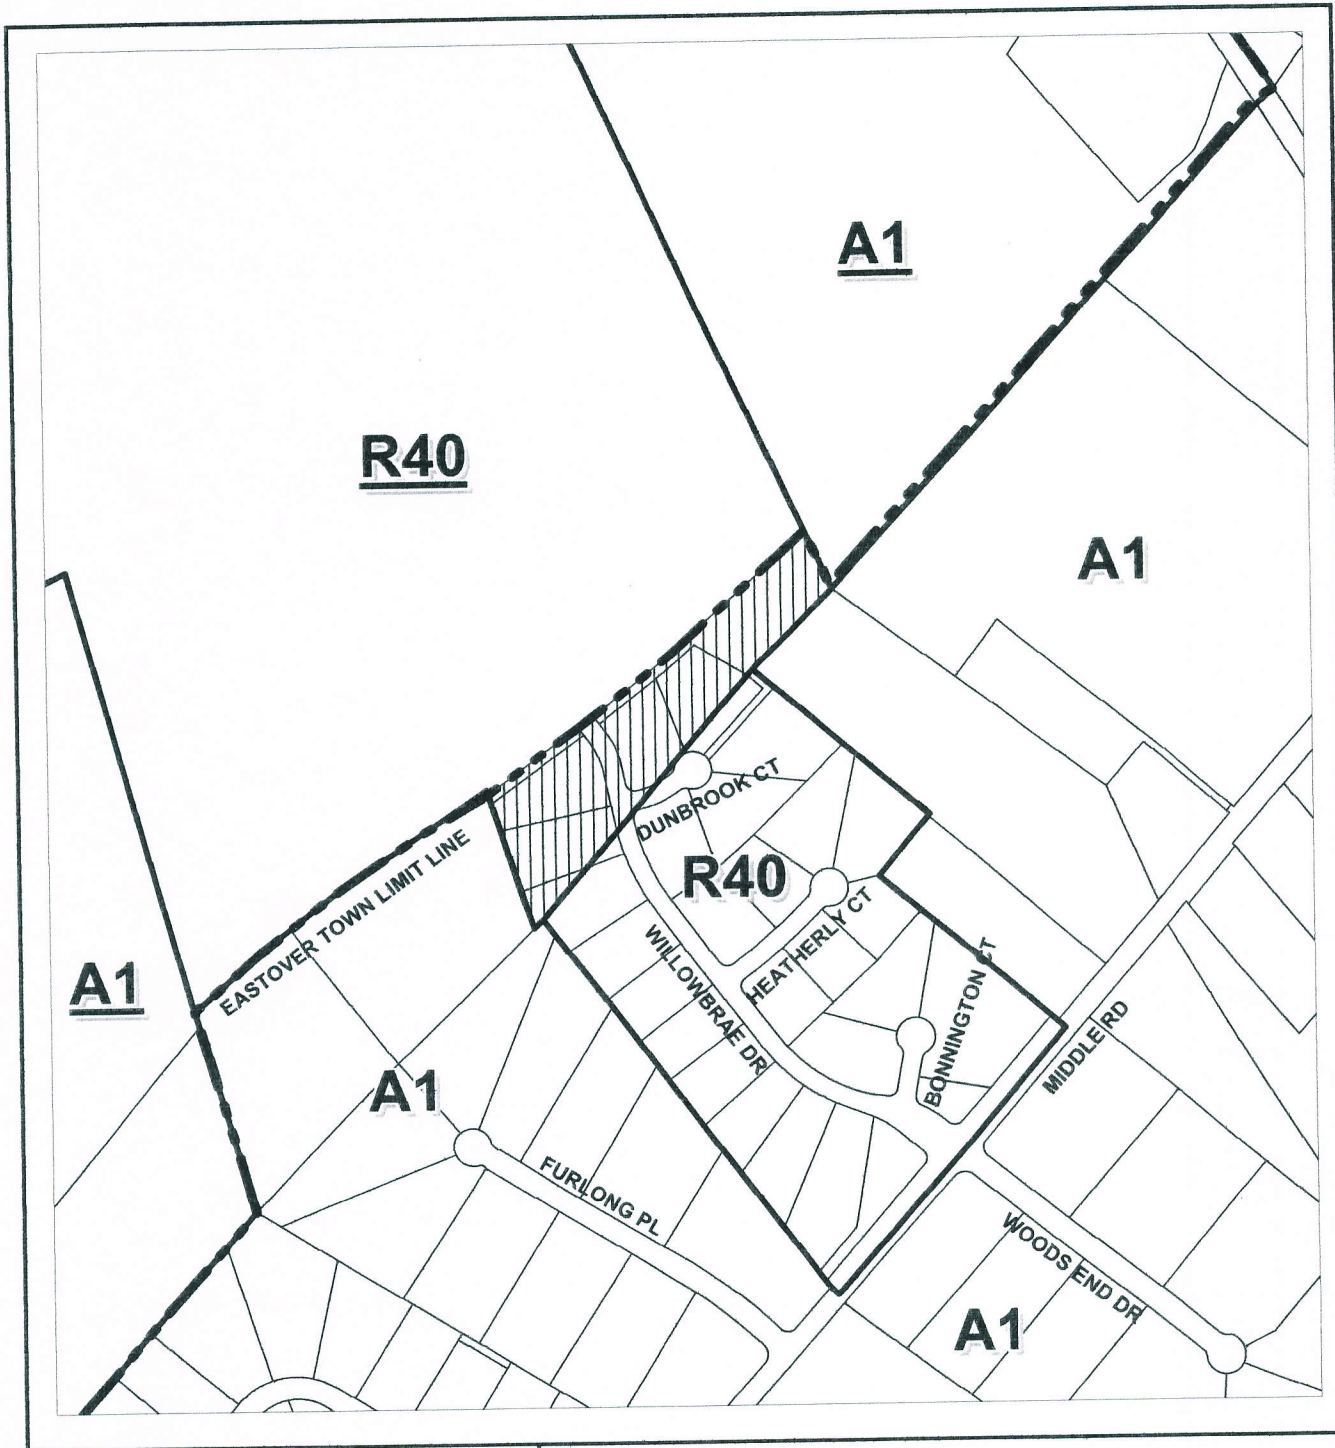 A1
R40
A1
EASTOVER TOWN LIMIT LINE
DUNBROOK CT
R40
HEATHERLY CT
WILLOWBRAE DR
BONNINGTON CT
MIDDLE RD
A1
A1
FURLONG PL
WOODS END DR
A1